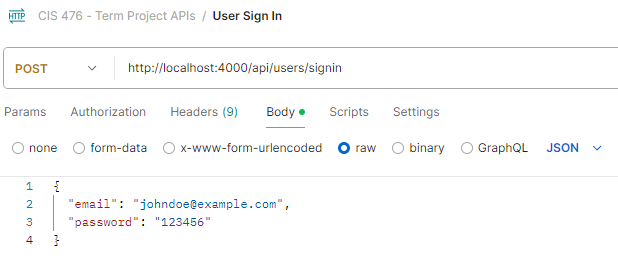 HTTP CIS 476 - Term Project APIs / User Sign In
POST http://localhost:4000/api/users/signin
Params Authorization Headers (9) Body Scripts Settings
none form-data x-www-form-urlencoded raw binary GraphQL JSON
1 {
2 "email": "johndoe@example.com",
3 "password": "123456"
4 }